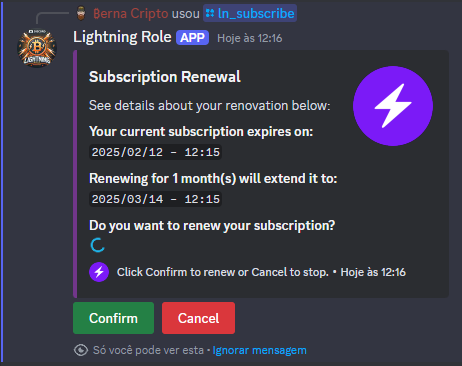 Berna Cripto usou ln_subscribe
Lightning Role APP Hoje às 12:16
Subscription Renewal
See details about your renovation below:
Your current subscription expires on:
2025/02/12 - 12:15
Renewing for 1 month(s) will extend it to:
2025/03/14 - 12:15
Do you want to renew your subscription?
Click Confirm to renew or Cancel to stop. • Hoje às 12:16
Confirm Cancel
Só você pode ver esta • Ignorar mensagem
LIGHTNING